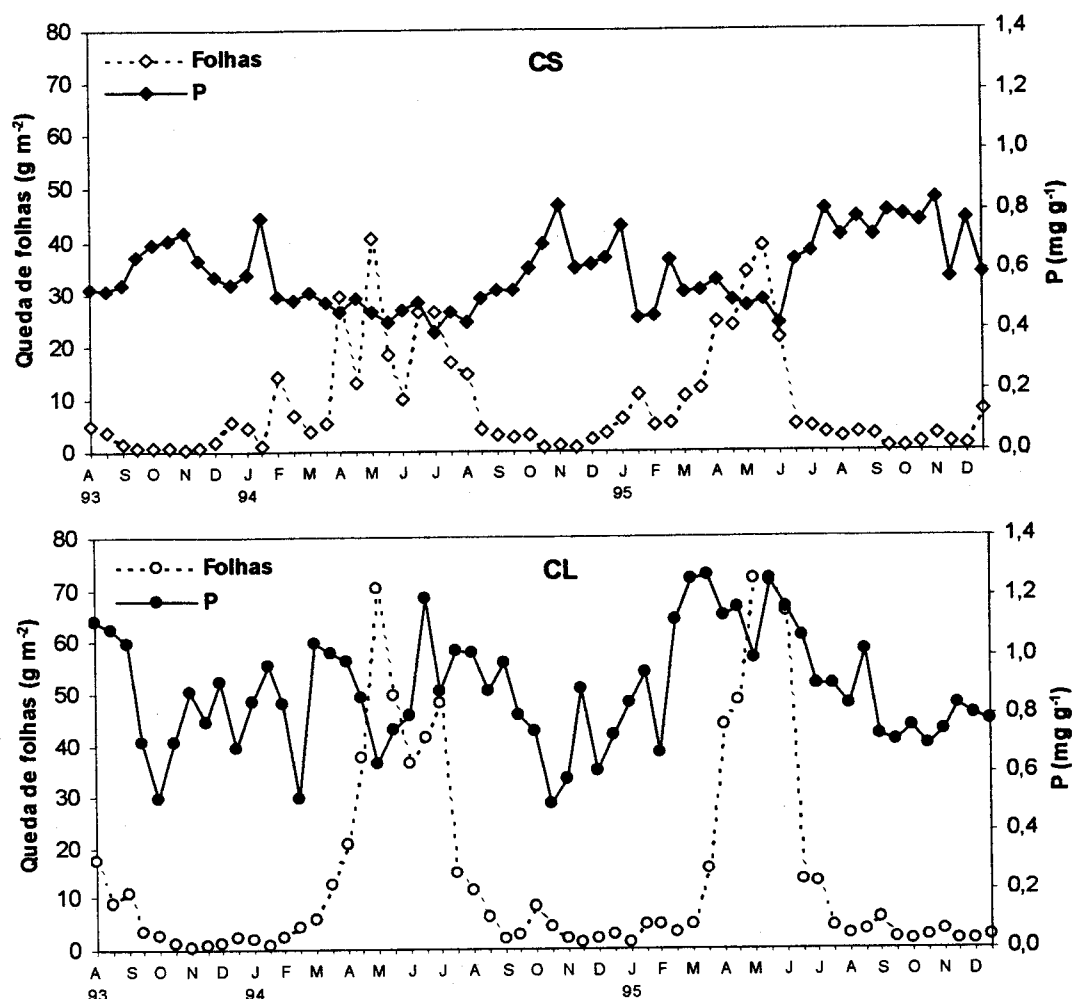 80
70
60
50
40
30
20
10
0
Queda de folhas (g m⁻²)
Folhas
P
CS
1,4
1,2
1,0
0,8
0,6
0,4
0,2
0,0
P (mg g⁻¹)
A S O N D J F M A M J J A S O N D J F M A M J J A S O N D
93 94 95
80
70
60
50
40
30
20
10
0
Queda de folhas (g m⁻²)
Folhas
P
CL
1,4
1,2
1,0
0,8
0,6
0,4
0,2
0,0
P (mg g⁻¹)
A S O N D J F M A M J J A S O N D J F M A M J J A S O N D
93 94 95